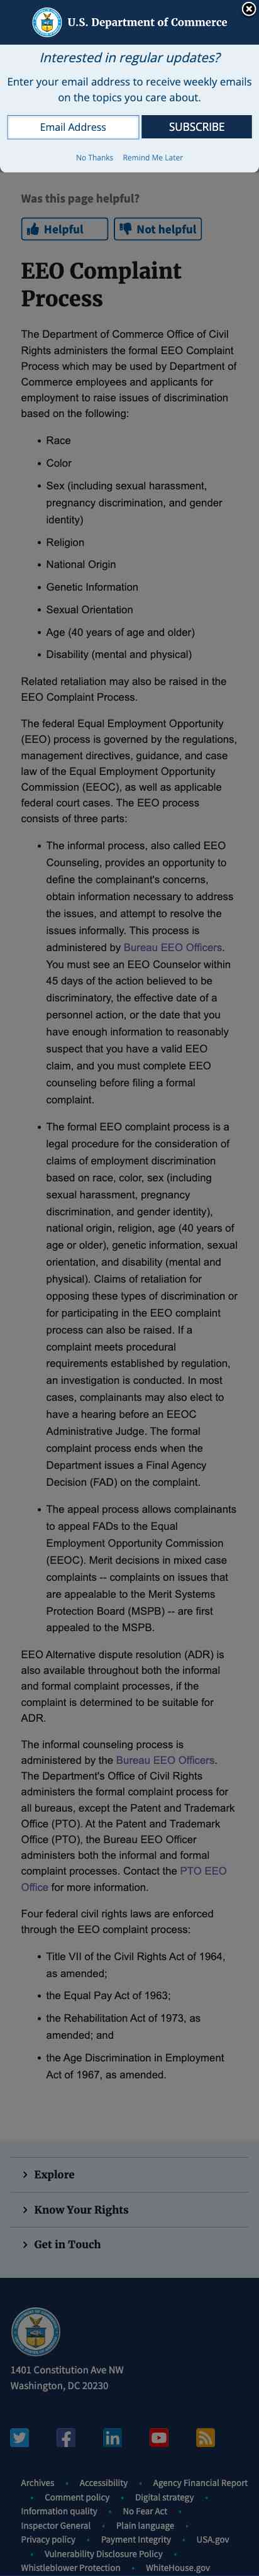 U.S. Department of Commerce
Interested in regular updates?
Enter your email address to receive weekly emails
on the topics you care about.
Email Address
SUBSCRIBE
No Thanks
Remind Me Later
Was this page helpful?
Helpful
Not helpful
EEO Complaint
Process
The Department of Commerce Office of Civil
Rights administers the formal EEO Complaint
Process which may be used by Department of
Commerce employees and applicants for
employment to raise issues of discrimination
based on the following:
• Race
• Color
• Sex (including sexual harassment,
pregnancy discrimination, and gender
identity)
• Religion
• National Origin
• Genetic Information
• Sexual Orientation
• Age (40 years of age and older)
• Disability (mental and physical)
Related retaliation may also be raised in the
EEO Complaint Process.
The federal Equal Employment Opportunity
(EEO) process is governed by the regulations,
management directives, guidance, and case
law of the Equal Employment Opportunity
Commission (EEOC), as well as applicable
federal court cases. The EEO process
consists of three parts:
• The informal process, also called EEO
Counseling, provides an opportunity to
define the complainant's concerns,
obtain information necessary to address
the issues, and attempt to resolve the
issues informally. This process is
administered by Bureau EEO Officers.
You must see an EEO Counselor within
45 days of the action believed to be
discriminatory, the effective date of a
personnel action, or the date that you
have enough information to reasonably
suspect that you have a valid EEO
claim, and you must complete EEO
counseling before filing a formal
complaint.
• The formal EEO complaint process is a
legal procedure for the consideration of
claims of employment discrimination
based on race, color, sex (including
sexual harassment, pregnancy
discrimination, and gender identity),
national origin, religion, age (40 years of
age or older), genetic information, sexual
orientation, and disability (mental and
physical). Claims of retaliation for
opposing these types of discrimination or
for participating in the EEO complaint
process can also be raised. If a
complaint meets procedural
requirements established by regulation,
an investigation is conducted. In most
cases, complainants may also elect to
have a hearing before an EEOC
Administrative Judge. The formal
complaint process ends when the
Department issues a Final Agency
Decision (FAD) on the complaint.
• The appeal process allows complainants
to appeal FADs to the Equal
Employment Opportunity Commission
(EEOC). Merit decisions in mixed case
complaints -- complaints on issues that
are appealable to the Merit Systems
Protection Board (MSPB) -- are first
appealed to the MSPB.
EEO Alternative dispute resolution (ADR) is
also available throughout both the informal
and formal complaint processes, if the
complaint is determined to be suitable for
ADR.
The informal counseling process is
administered by the Bureau EEO Officers.
The Department's Office of Civil Rights
administers the formal complaint process for
all bureaus, except the Patent and Trademark
Office (PTO). At the Patent and Trademark
Office (PTO), the Bureau EEO Officer
administers both the informal and formal
complaint processes. Contact the PTO EEO
Office for more information.
Four federal civil rights laws are enforced
through the EEO complaint process:
• Title VII of the Civil Rights Act of 1964,
as amended;
• the Equal Pay Act of 1963;
• the Rehabilitation Act of 1973, as
amended; and
• the Age Discrimination in Employment
Act of 1967, as amended.
Explore
Know Your Rights
Get in Touch
1401 Constitution Ave NW
Washington, DC 20230
Archives • Accessibility • Agency Financial Report
• Comment policy • Digital strategy •
Information quality • No Fear Act •
Inspector General • Plain language •
Privacy policy • Payment Integrity • USA.gov
• Vulnerability Disclosure Policy •
Whistleblower Protection • WhiteHouse.gov